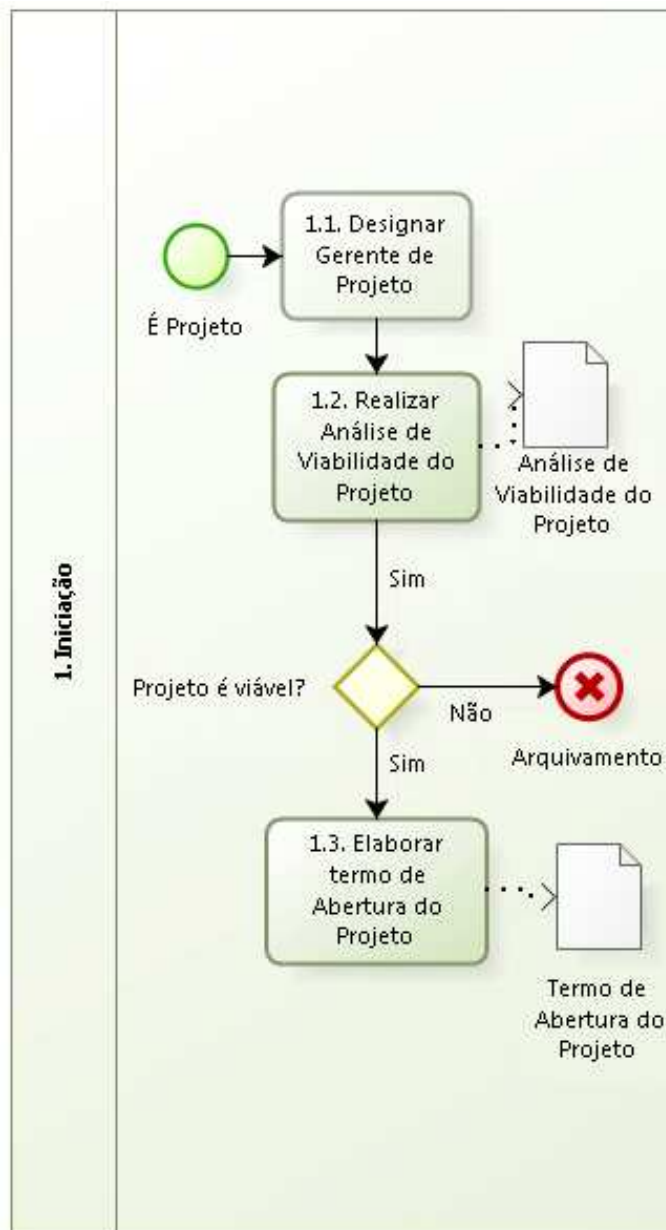 1. Iniciação
É Projeto
1.1. Designar
Gerente de
Projeto
1.2. Realizar
Análise de
Viabilidade do
Projeto
Análise de
Viabilidade do
Projeto
Sim
Projeto é viável?
Não
Arquivamento
Sim
1.3. Elaborar
termo de
Abertura do
Projeto
Termo de
Abertura do
Projeto